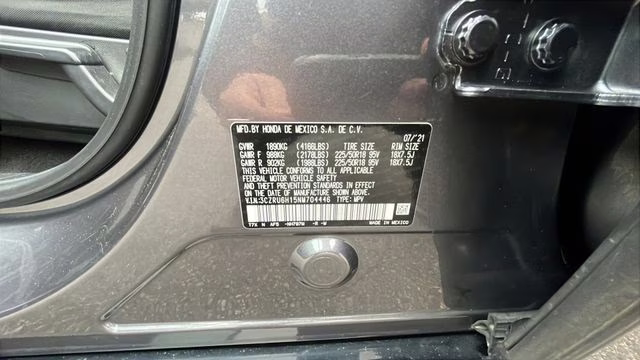 MFD.BY HONDA DE MEXICO S.A. DE C.V. 07/'21
GVWR 1890KG (4166LBS) TIRE SIZE RIM SIZE
GAWR F 988KG (2178LBS) 225/50R18 95V 18X7.5J
GAWR R 902KG (1988LBS) 225/50R18 95V 18X7.5J
THIS VEHICLE CONFORMS TO ALL APPLICABLE
FEDERAL MOTOR VEHICLE SAFETY AND
THEFT PREVENTION STANDARDS IN EFFECT ON
THE DATE OF MANUFACTURE SHOWN ABOVE.
V.I.N.:3CZRU6H15NM704446 TYPE: MPV
MADE IN MEXICO